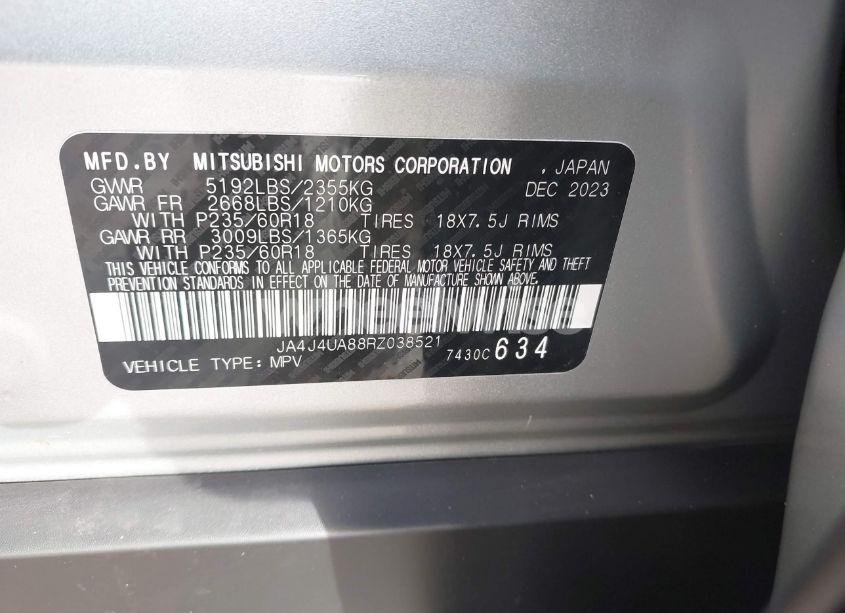 MFD.BY MITSUBISHI MOTORS CORPORATION , JAPAN
GVWR 5192LBS/2355KG DEC 2023
GAWR FR 2668LBS/1210KG
WITH P235/60R18 TIRES 18X7.5J RIMS
GAWR RR 3009LBS/1365KG
WITH P235/60R18 TIRES 18X7.5J RIMS
THIS VEHICLE CONFORMS TO ALL APPLICABLE FEDERAL MOTOR VEHICLE SAFETY AND THEFT
PREVENTION STANDARDS IN EFFECT ON THE DATE OF MANUFACTURE SHOWN ABOVE.
JA4J4UA88RZ038521
VEHICLE TYPE: MPV 7430C 634